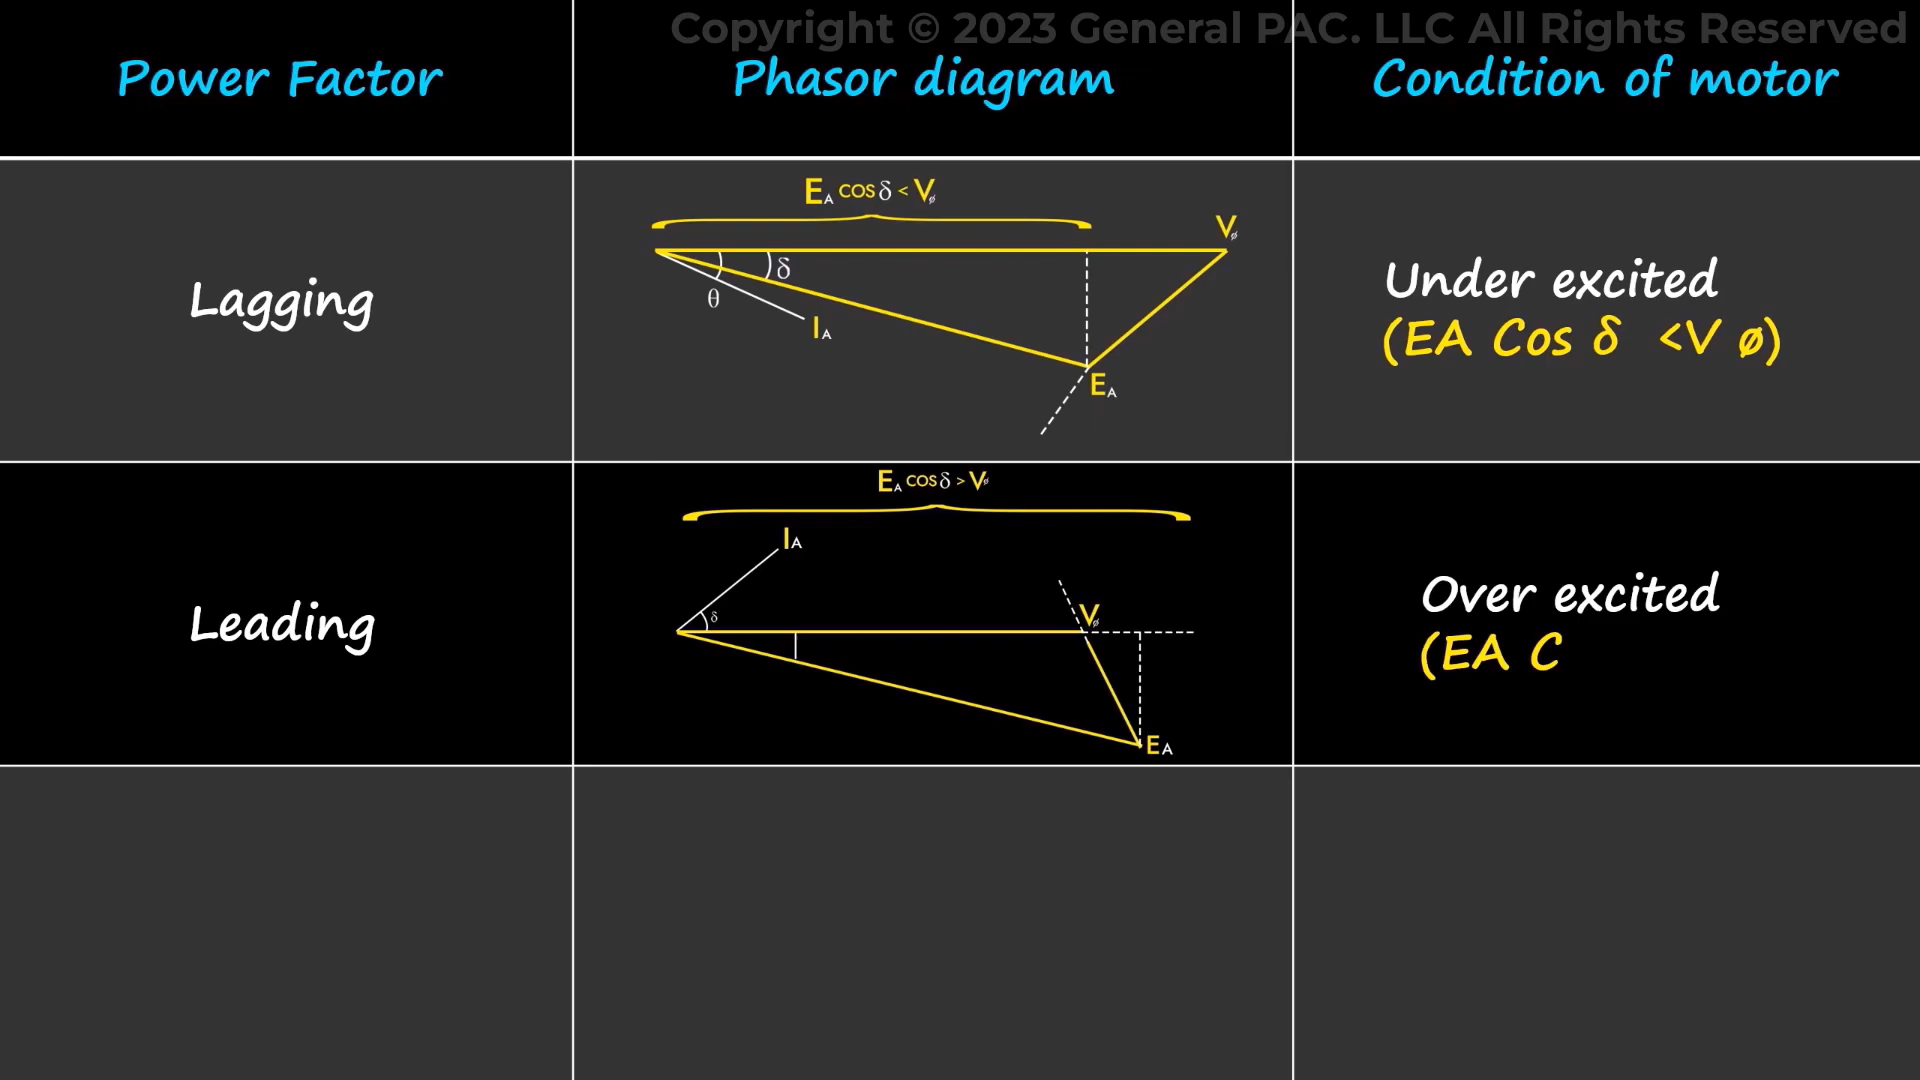 Copyright © 2023 General PAC. LLC All Rights Reserved
Power Factor
Phasor diagram
Condition of motor
Lagging
EA cos δ < Vø
Vø
δ
θ
IA
EA
Under excited
(EA Cos δ <V ø)
Leading
EA cos δ > Vø
IA
δ
Vø
EA
Over excited
(EA C